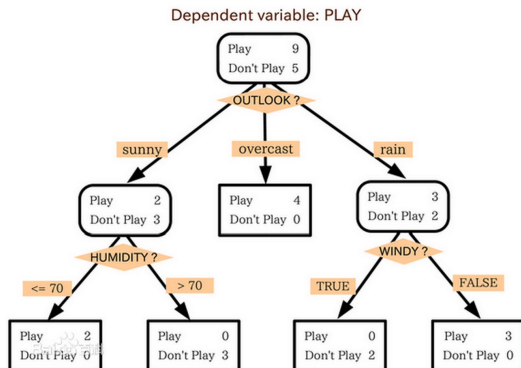 Dependent variable: PLAY
Play 9
Don't Play 5
OUTLOOK ?
sunny
overcast
rain
Play 2
Don't Play 3
Play 4
Don't Play 0
Play 3
Don't Play 2
HUMIDITY ?
WINDY ?
<= 70
> 70
TRUE
FALSE
Play 2
Don't Play 0
Play 0
Don't Play 3
Play 0
Don't Play 2
Play 3
Don't Play 0